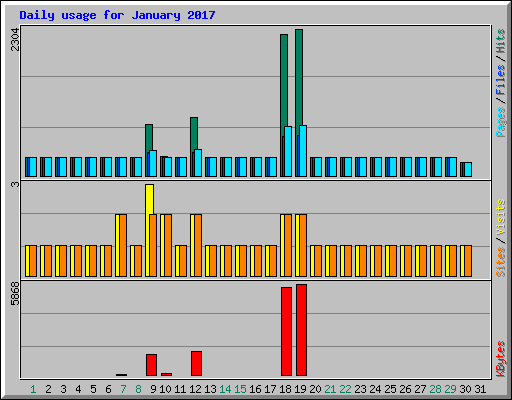 Daily usage for January 2017
2304
Pages / Files / Hits
3
Sites / Visits
5868
KBytes
1 2 3 4 5 6 7 8 9 10 11 12 13 14 15 16 17 18 19 20 21 22 23 24 25 26 27 28 29 30 31